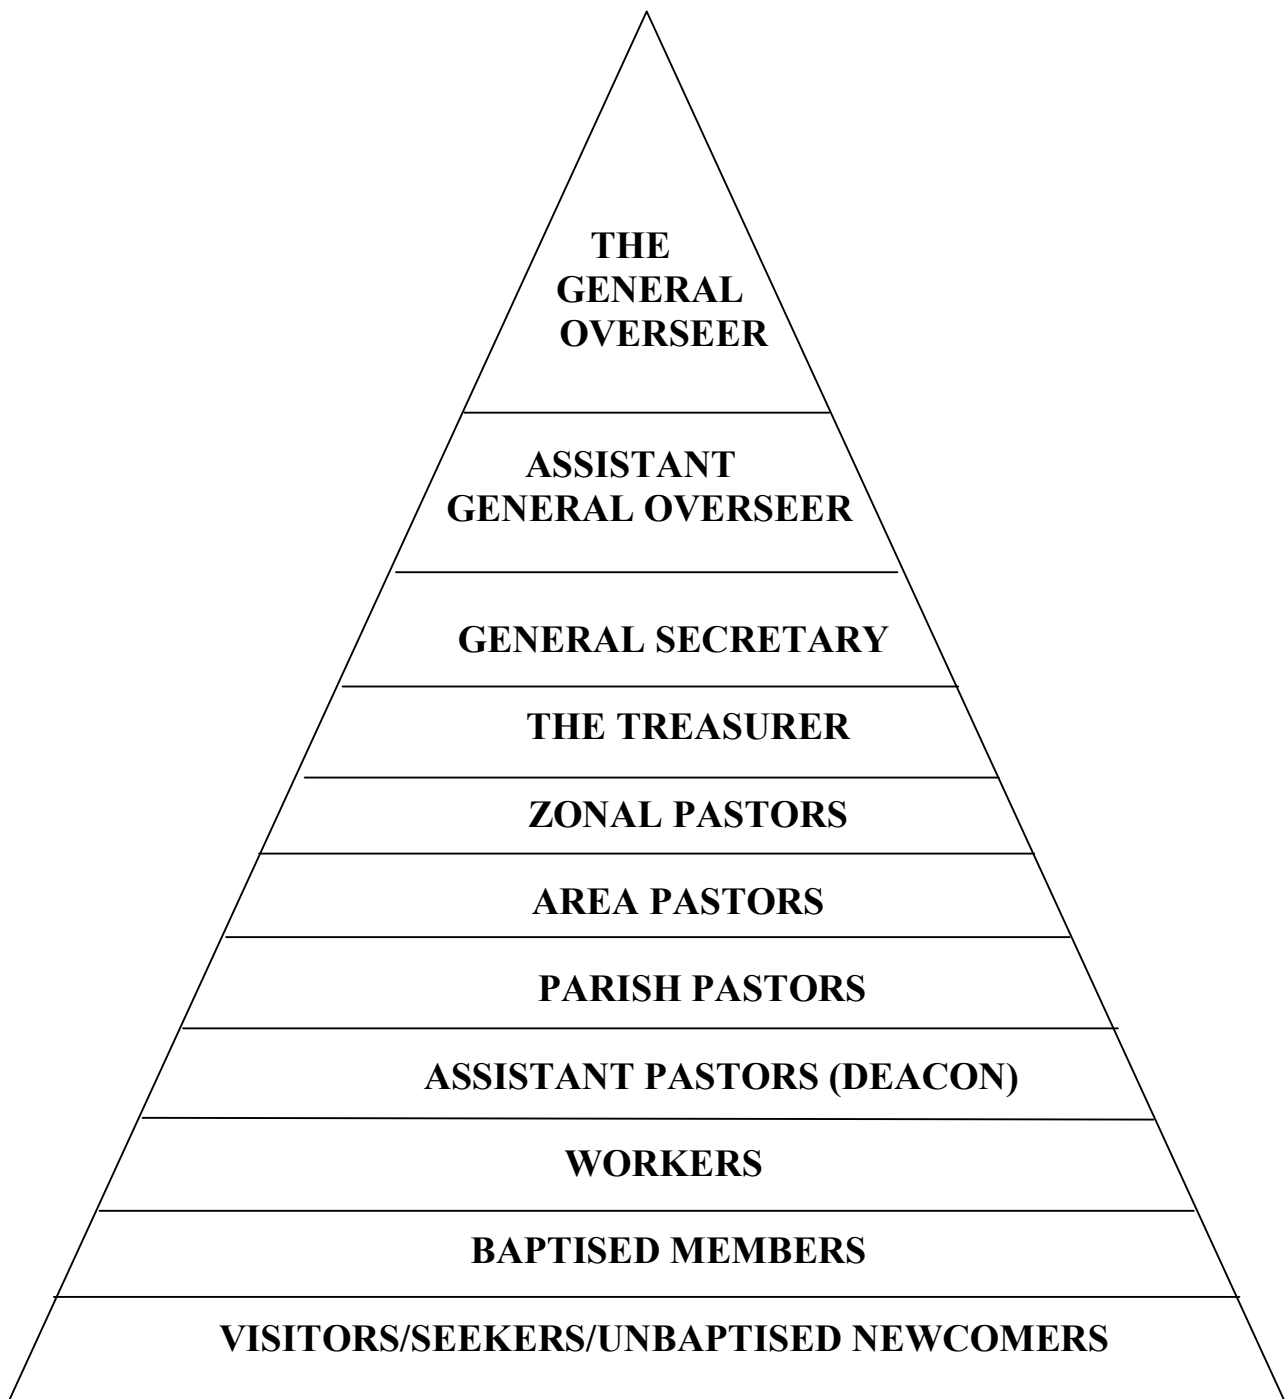 THE
GENERAL
OVERSEER
ASSISTANT
GENERAL OVERSEER
GENERAL SECRETARY
THE TREASURER
ZONAL PASTORS
AREA PASTORS
PARISH PASTORS
ASSISTANT PASTORS (DEACON)
WORKERS
BAPTISED MEMBERS
VISITORS/SEEKERS/UNBAPTISED NEWCOMERS